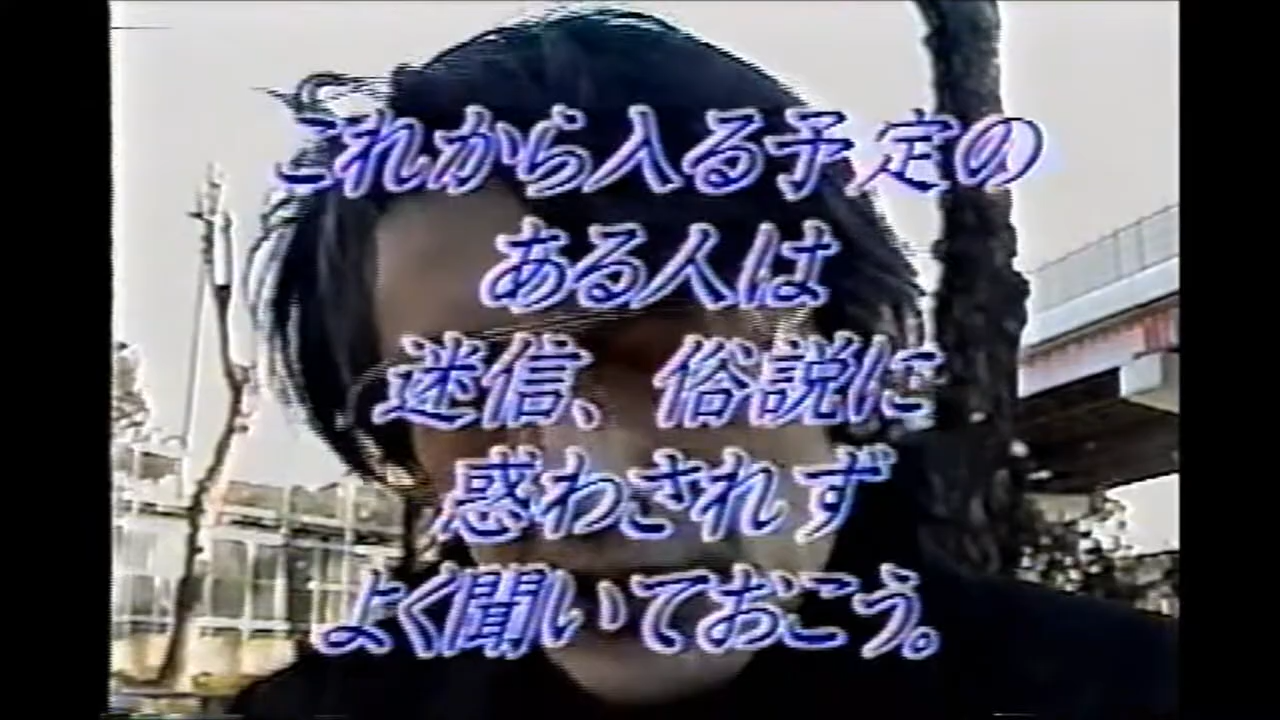 これから入る予定の
ある人は
迷信、俗説に
惑わされず
よく聞いておこう。